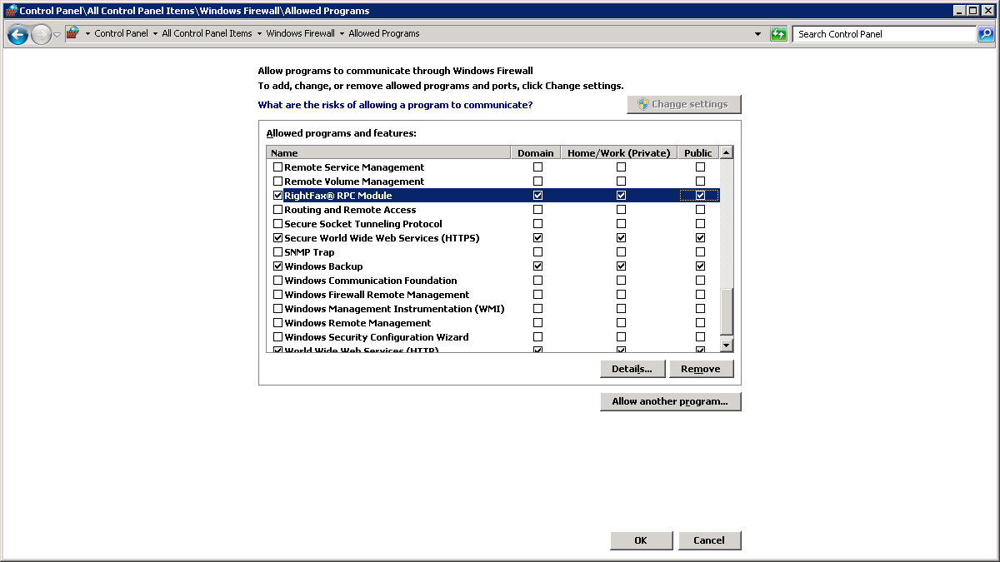 Control Panel\All Control Panel Items\Windows Firewall\Allowed Programs
Control Panel All Control Panel Items Windows Firewall Allowed Programs Search Control Panel
Allow programs to communicate through Windows Firewall
To add, change, or remove allowed programs and ports, click Change settings.
What are the risks of allowing a program to communicate? Change settings
Allowed programs and features:
Name Domain Home/Work (Private) Public
Remote Service Management
Remote Volume Management
RightFax® RPC Module
Routing and Remote Access
Secure Socket Tunneling Protocol
Secure World Wide Web Services (HTTPS)
SNMP Trap
Windows Backup
Windows Communication Foundation
Windows Firewall Remote Management
Windows Management Instrumentation (WMI)
Windows Remote Management
Windows Security Configuration Wizard
World Wide Web Services (HTTP)
Details... Remove
Allow another program...
OK Cancel